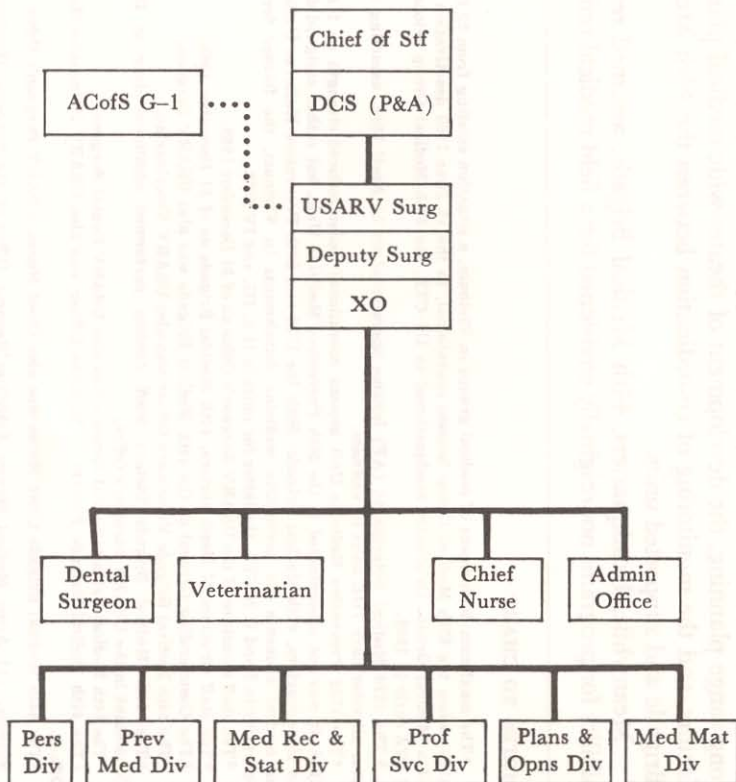 Chief of Stf
ACofS G–1
DCS (P&A)
USARV Surg
Deputy Surg
XO
Dental
Surgeon
Veterinarian
Chief
Nurse
Admin
Office
Pers
Div
Prev
Med Div
Med Rec &
Stat Div
Prof
Svc Div
Plans &
Opns Div
Med Mat
Div